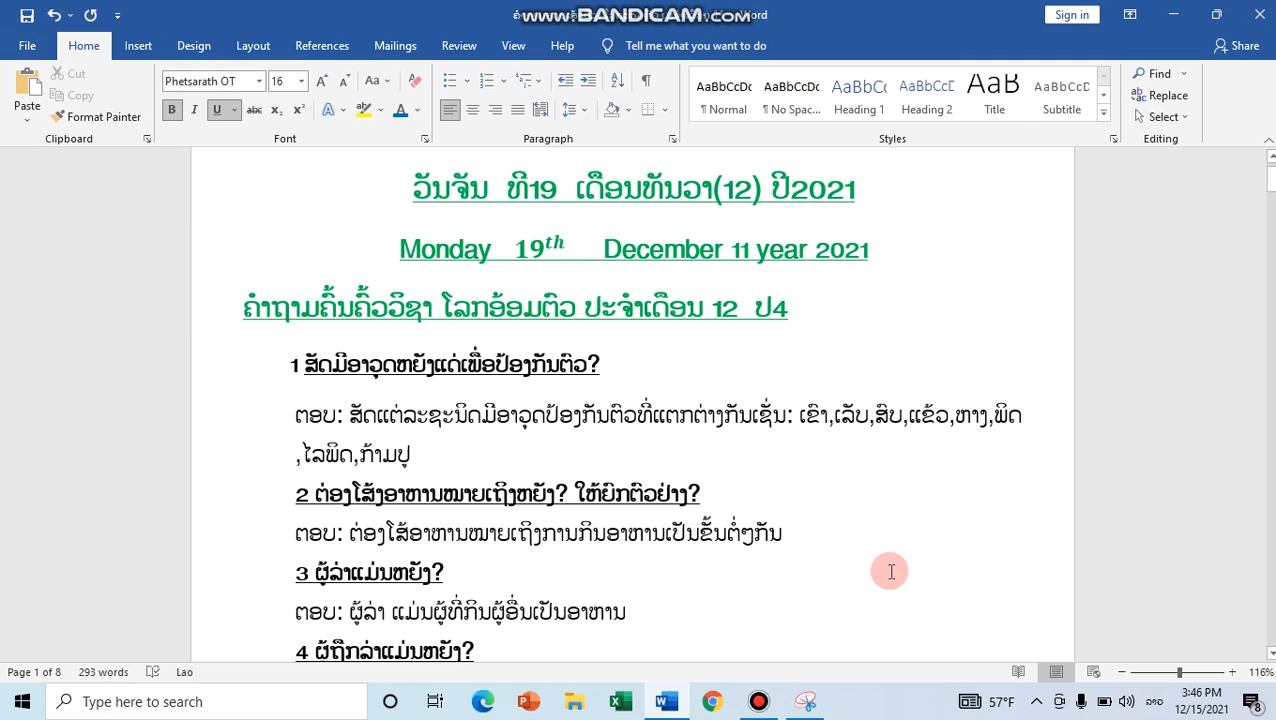 www.BANDICAM.com
Word
Sign in
File Home Insert Design Layout References Mailings Review View Help Tell me what you want to do Share
Paste
Cut
Copy
Format Painter
Petsarath OT 16
Aa
B I U abc x₂ x² A A
AaBbCcDc AaBbCcDc AaBbCc AaBbCcD AaB AaBbCcD
¶ Normal ¶ No Spac... Heading 1 Heading 2 Title Subtitle
Find
Replace
Select
Clipboard Font Paragraph Styles Editing
ວັນຈັນ ທີ19 ເດືອນທັນວາ(12) ປີ2021
Monday 19th December 11 year 2021
ຄຳຖາມຄົ້ນຄົ້ວວິຊາ ໂລກອ້ອມຕົວ ປະຈຳເດືອນ 12 ປ4
1 ສັດມີອາວຸດຫຍັງແດ່ເພື່ອປ້ອງກັນຕົວ?
ຕອບ: ສັດແຕ່ລະຊະນິດມີອາວຸດປ້ອງກັນຕົວທີ່ແຕກຕ່າງກັນເຊັ່ນ: ເຂົາ,ເລັບ,ສົບ,ແຂ້ວ,ຫາງ,ພິດ
,ໄລພິດ,ກ້າມປູ
2 ຕ່ອງໂສ້ງອາຫານໝາຍເຖິງຫຍັງ? ໃຫ້ຍົກຕົວຢ່າງ?
ຕອບ: ຕ່ອງໂສ້ອາຫານໝາຍເຖິງການກິນອາຫານເປັນຂັ້ນຕໍ່ໆກັນ
3 ຜູ້ລ່າແມ່ນຫຍັງ?
ຕອບ: ຜູ້ລ່າ ແມ່ນຜູ້ທີ່ກິນຜູ້ອື່ນເປັນອາຫານ
4 ຜ້ຖືກລ່າແມ່ນຫຍັງ?
Page 1 of 8 293 words Lao 116%
Type here to search
57°F
ລາວ
3:46 PM
12/15/2021
8